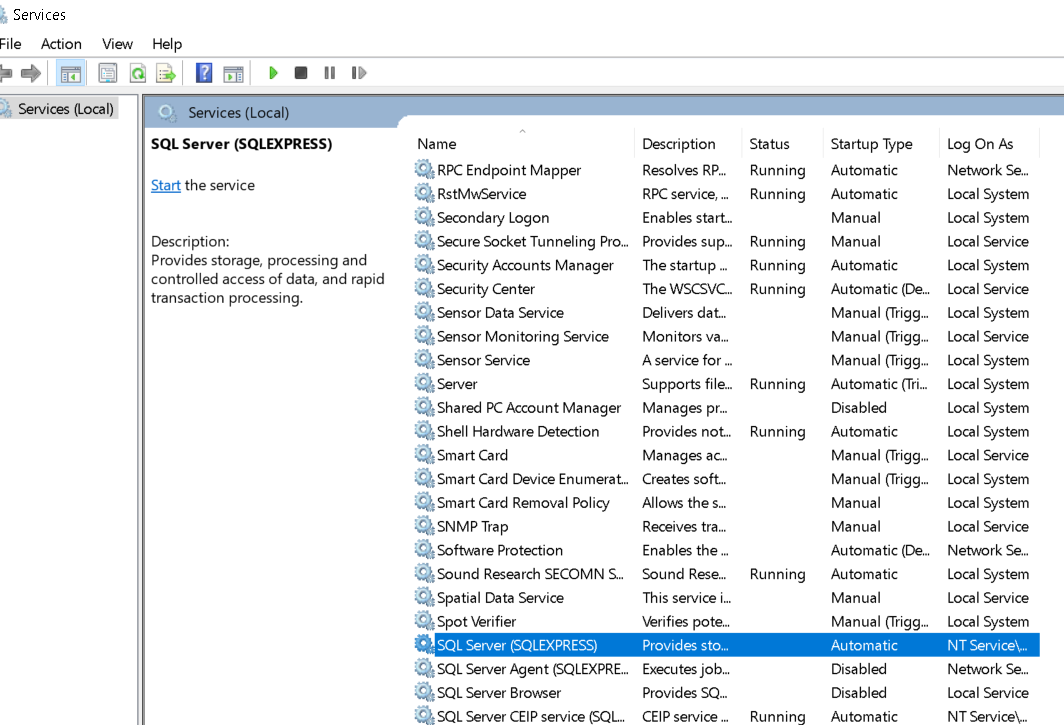 Services
File Action View Help
Services (Local)
Services (Local)
SQL Server (SQLEXPRESS)
Start the service
Description:
Provides storage, processing and
controlled access of data, and rapid
transaction processing.
Name Description Status Startup Type Log On As
RPC Endpoint Mapper Resolves RP... Running Automatic Network Se...
RstMwService RPC service, ... Running Automatic Local System
Secondary Logon Enables start... Manual Local System
Secure Socket Tunneling Pro... Provides sup... Running Manual Local Service
Security Accounts Manager The startup ... Running Automatic Local System
Security Center The WSCSVC... Running Automatic (De... Local Service
Sensor Data Service Delivers dat... Manual (Trigg... Local System
Sensor Monitoring Service Monitors va... Manual (Trigg... Local Service
Sensor Service A service for ... Manual (Trigg... Local System
Server Supports file... Running Automatic (Tri... Local System
Shared PC Account Manager Manages pr... Disabled Local System
Shell Hardware Detection Provides not... Running Automatic Local System
Smart Card Manages ac... Manual (Trigg... Local Service
Smart Card Device Enumerat... Creates soft... Manual (Trigg... Local System
Smart Card Removal Policy Allows the s... Manual Local System
SNMP Trap Receives tra... Manual Local Service
Software Protection Enables the ... Automatic (De... Network Se...
Sound Research SECOMN S... Sound Rese... Running Automatic Local System
Spatial Data Service This service i... Manual Local Service
Spot Verifier Verifies pote... Manual (Trigg... Local System
SQL Server (SQLEXPRESS) Provides sto... Automatic NT Service\...
SQL Server Agent (SQLEXPRE... Executes job... Disabled Network Se...
SQL Server Browser Provides SQ... Disabled Local Service
SQL Server CEIP service (SQL... CEIP service ... Running Automatic NT Service\...